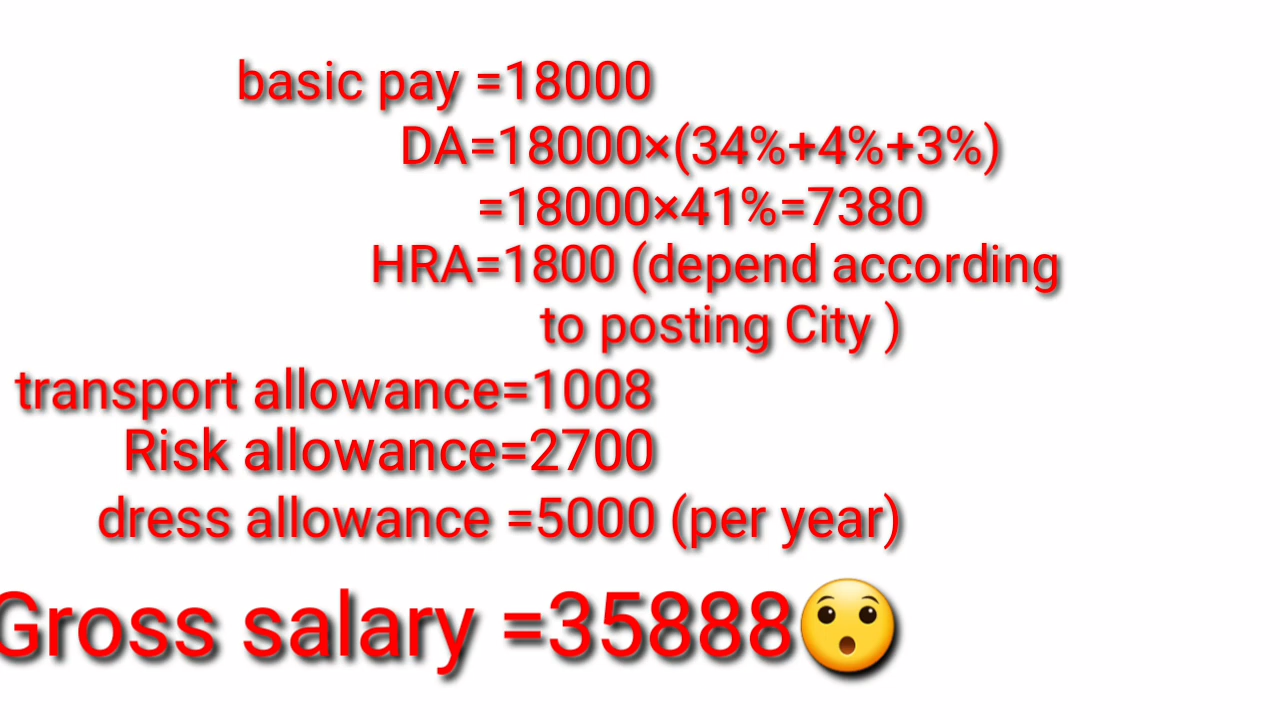 basic pay =18000
DA=18000×(34%+4%+3%)
=18000×41%=7380
HRA=1800 (depend according
to posting City )
transport allowance=1008
Risk allowance=2700
dress allowance =5000 (per year)
Gross salary =35888😯